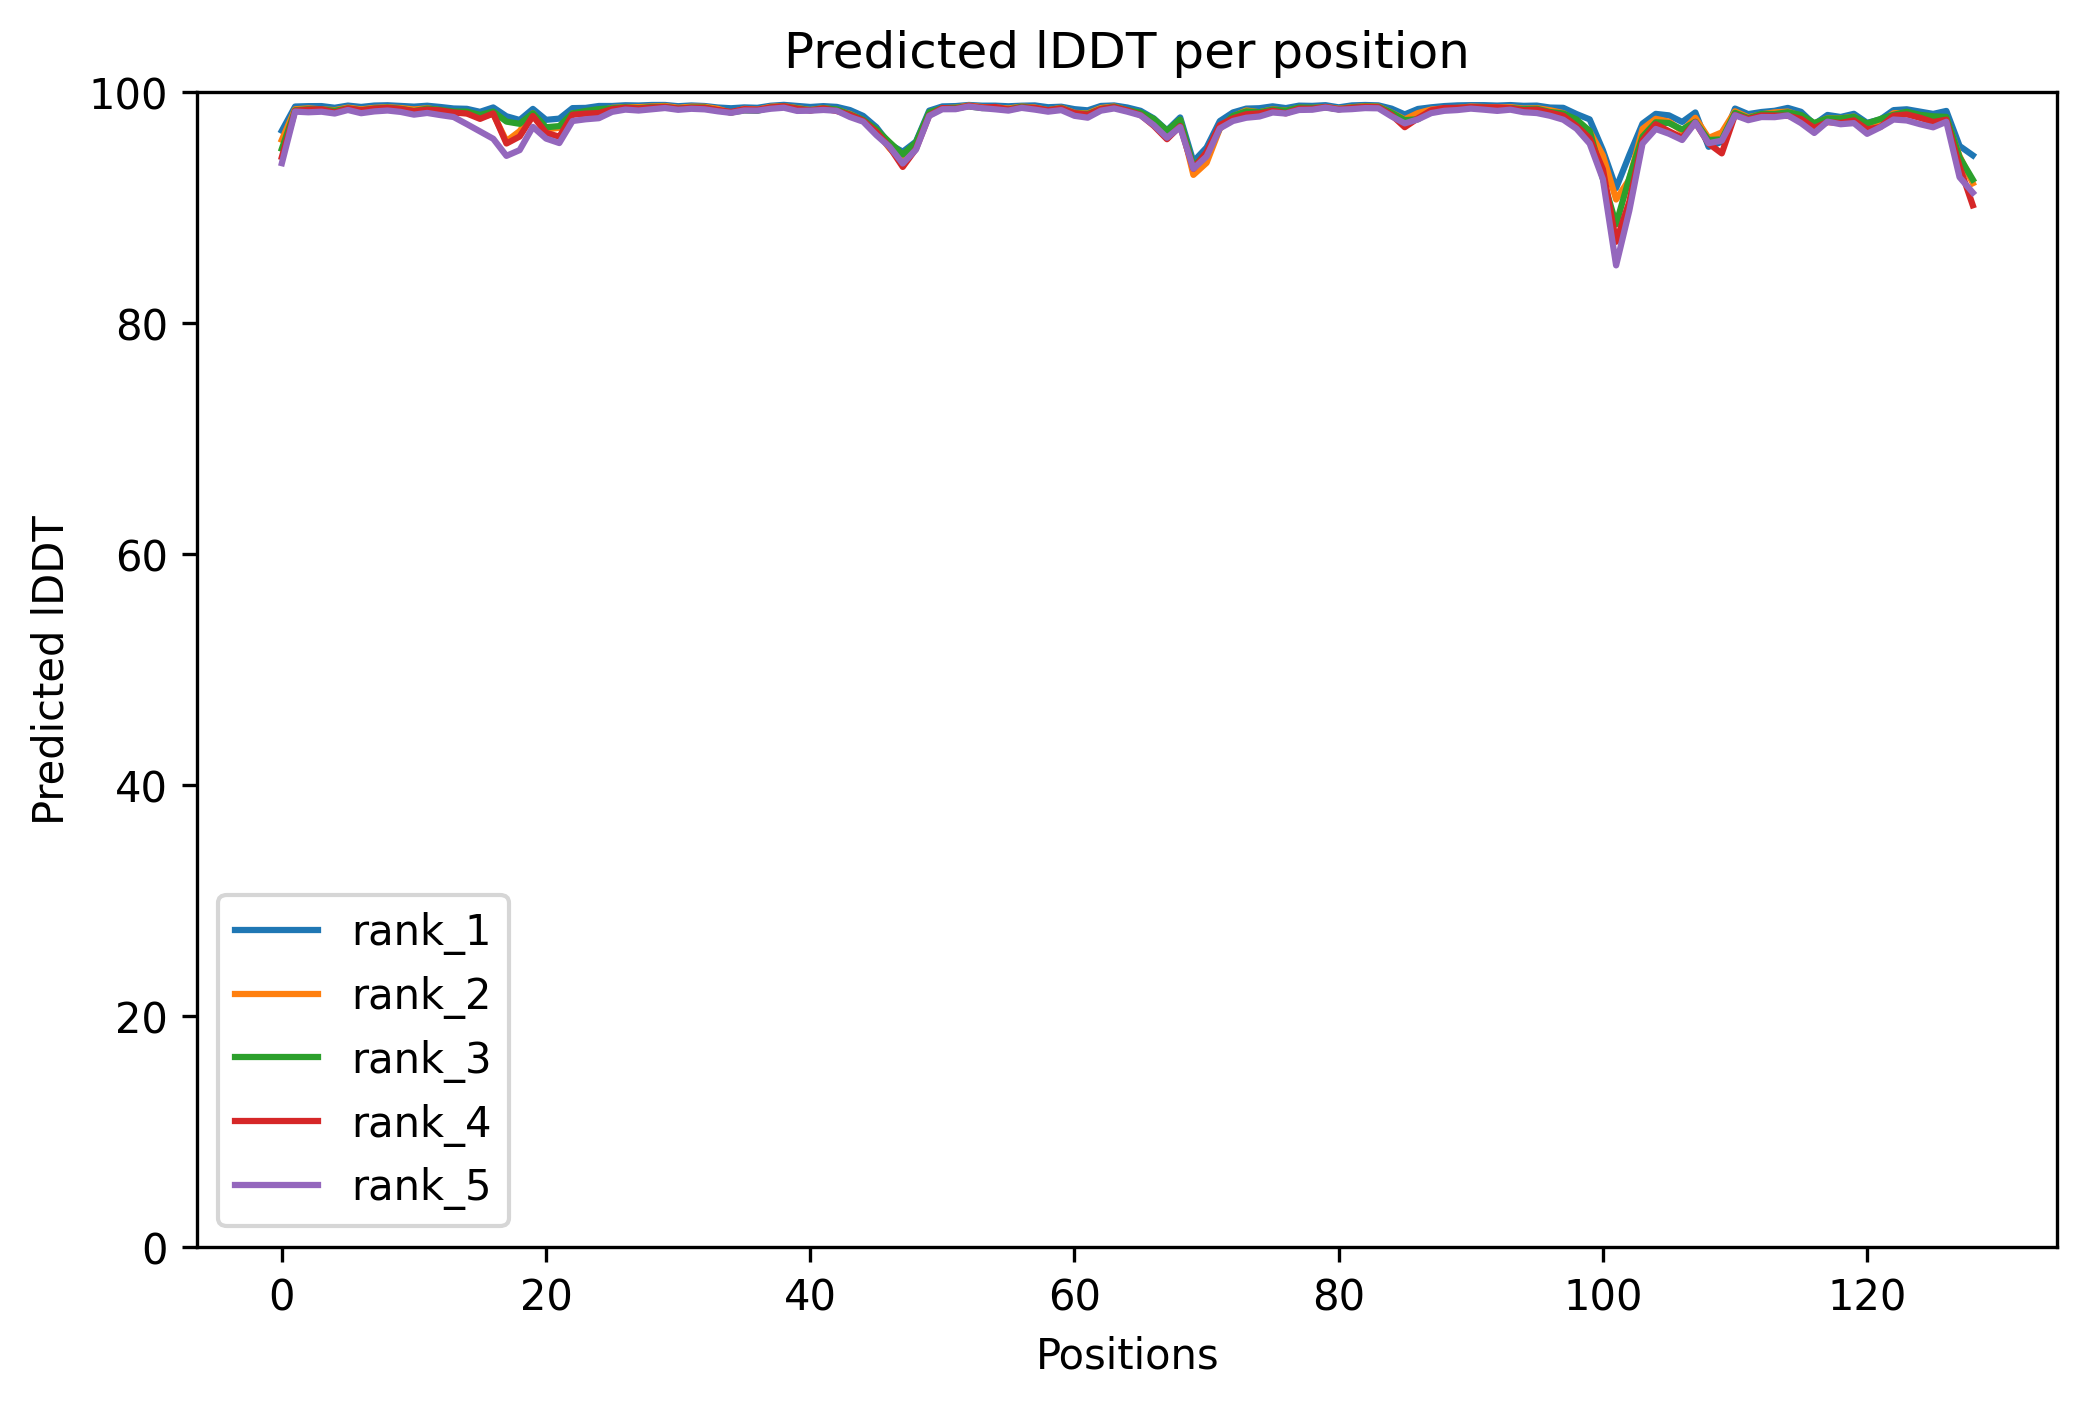 Predicted lDDT per position
100
80
60
40
20
0
Predicted lDDT
rank_1
rank_2
rank_3
rank_4
rank_5
0 20 40 60 80 100 120
Positions